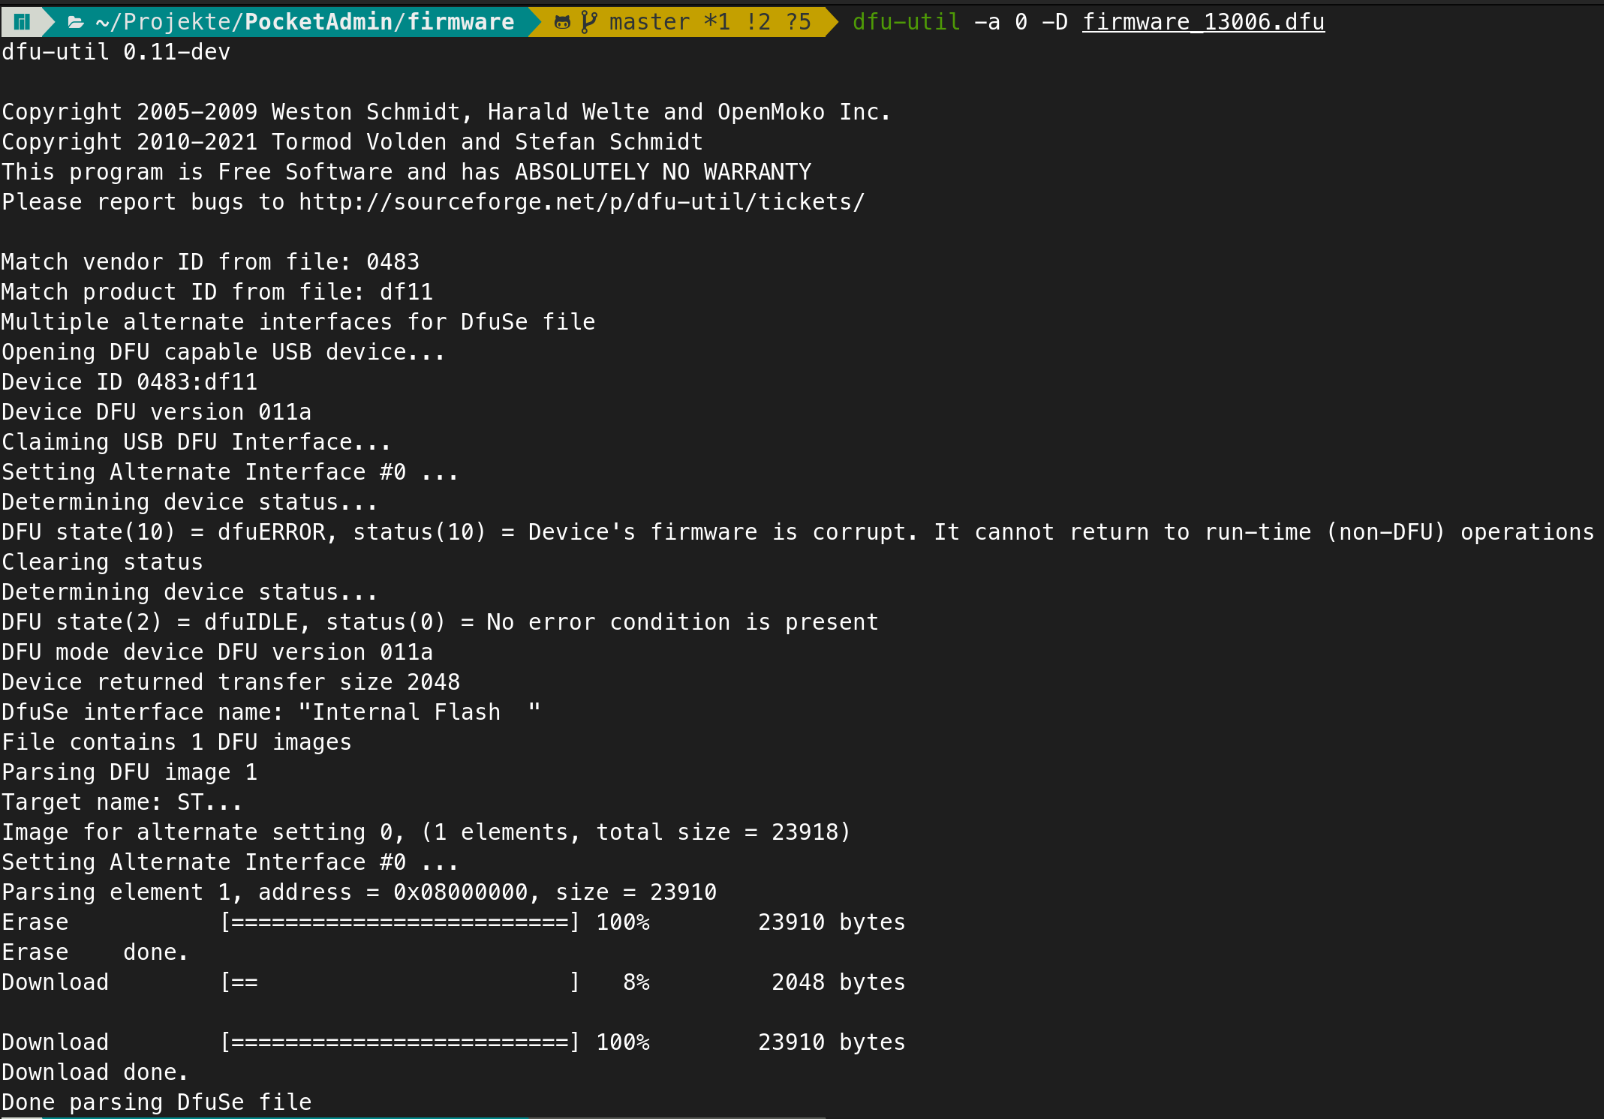 ~/Projekte/PocketAdmin/firmware master *1 !2 ?5 dfu-util -a 0 -D firmware_13006.dfu
dfu-util 0.11-dev
Copyright 2005-2009 Weston Schmidt, Harald Welte and OpenMoko Inc.
Copyright 2010-2021 Tormod Volden and Stefan Schmidt
This program is Free Software and has ABSOLUTELY NO WARRANTY
Please report bugs to http://sourceforge.net/p/dfu-util/tickets/
Match vendor ID from file: 0483
Match product ID from file: df11
Multiple alternate interfaces for DfuSe file
Opening DFU capable USB device...
Device ID 0483:df11
Device DFU version 011a
Claiming USB DFU Interface...
Setting Alternate Interface #0 ...
Determining device status...
DFU state(10) = dfuERROR, status(10) = Device's firmware is corrupt. It cannot return to run-time (non-DFU) operations
Clearing status
Determining device status...
DFU state(2) = dfuIDLE, status(0) = No error condition is present
DFU mode device DFU version 011a
Device returned transfer size 2048
DfuSe interface name: "Internal Flash  "
File contains 1 DFU images
Parsing DFU image 1
Target name: ST...
Image for alternate setting 0, (1 elements, total size = 23918)
Setting Alternate Interface #0 ...
Parsing element 1, address = 0x08000000, size = 23910
Erase [=========================] 100% 23910 bytes
Erase done.
Download [== ] 8% 2048 bytes
Download [=========================] 100% 23910 bytes
Download done.
Done parsing DfuSe file